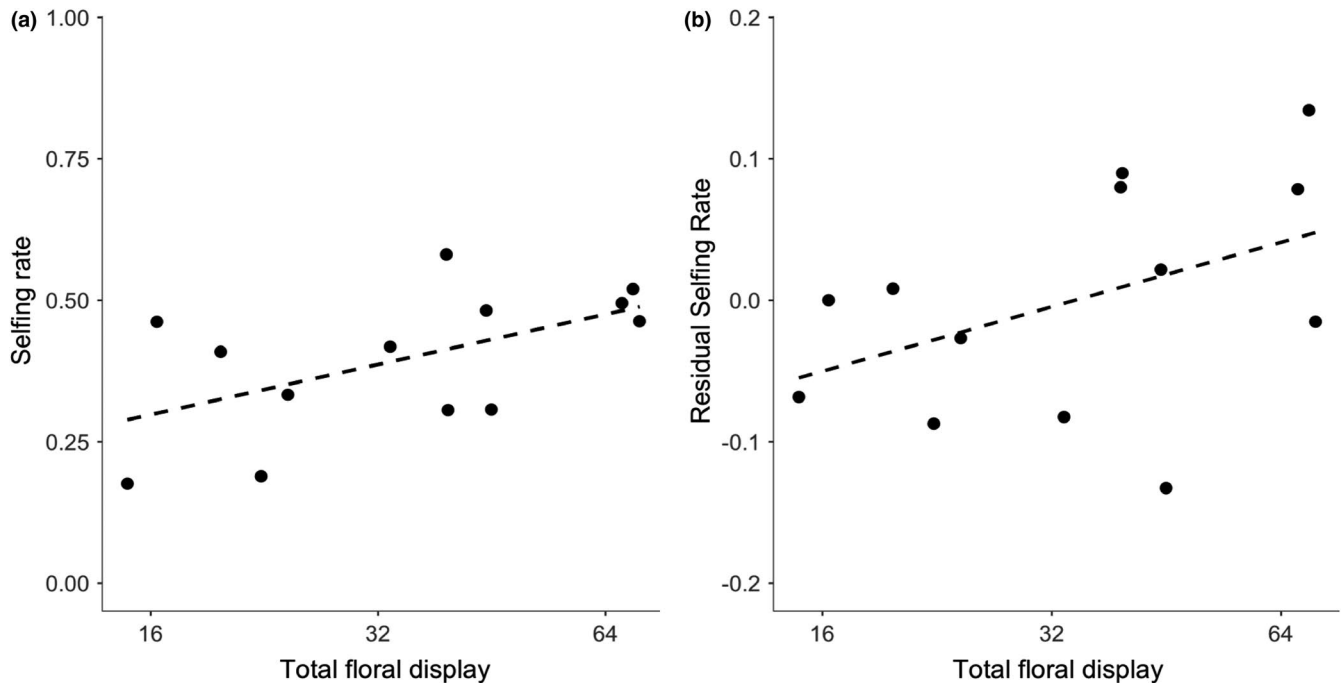 (a)
1.00
0.75
0.50
0.25
0.00
Selfing rate
16 32 64
Total floral display
(b)
0.2
0.1
0.0
-0.1
-0.2
Residual Selfing Rate
16 32 64
Total floral display